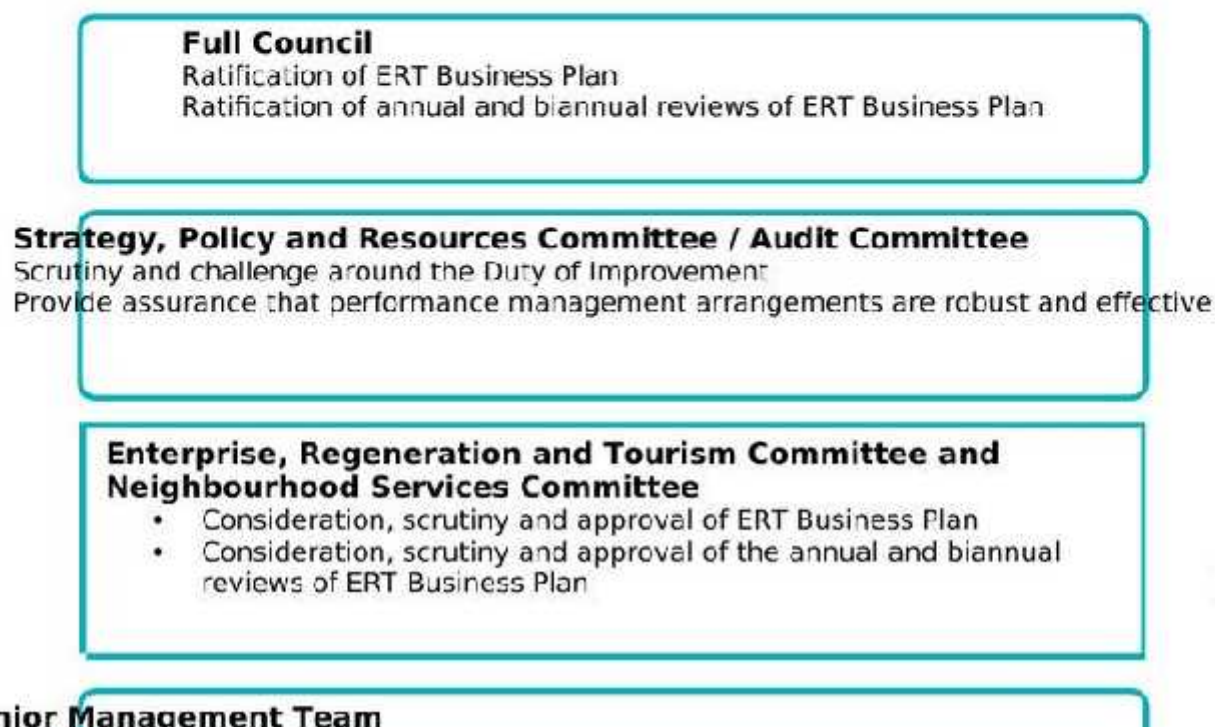 Full Council
Ratification of ERT Business Plan
Ratification of annual and biannual reviews of ERT Business Plan
Strategy, Policy and Resources Committee / Audit Committee
Scrutiny and challenge around the Duty of Improvement
Provide assurance that performance management arrangements are robust and effective
Enterprise, Regeneration and Tourism Committee and
Neighbourhood Services Committee
• Consideration, scrutiny and approval of ERT Business Plan
• Consideration, scrutiny and approval of the annual and biannual
reviews of ERT Business Plan
Management Team